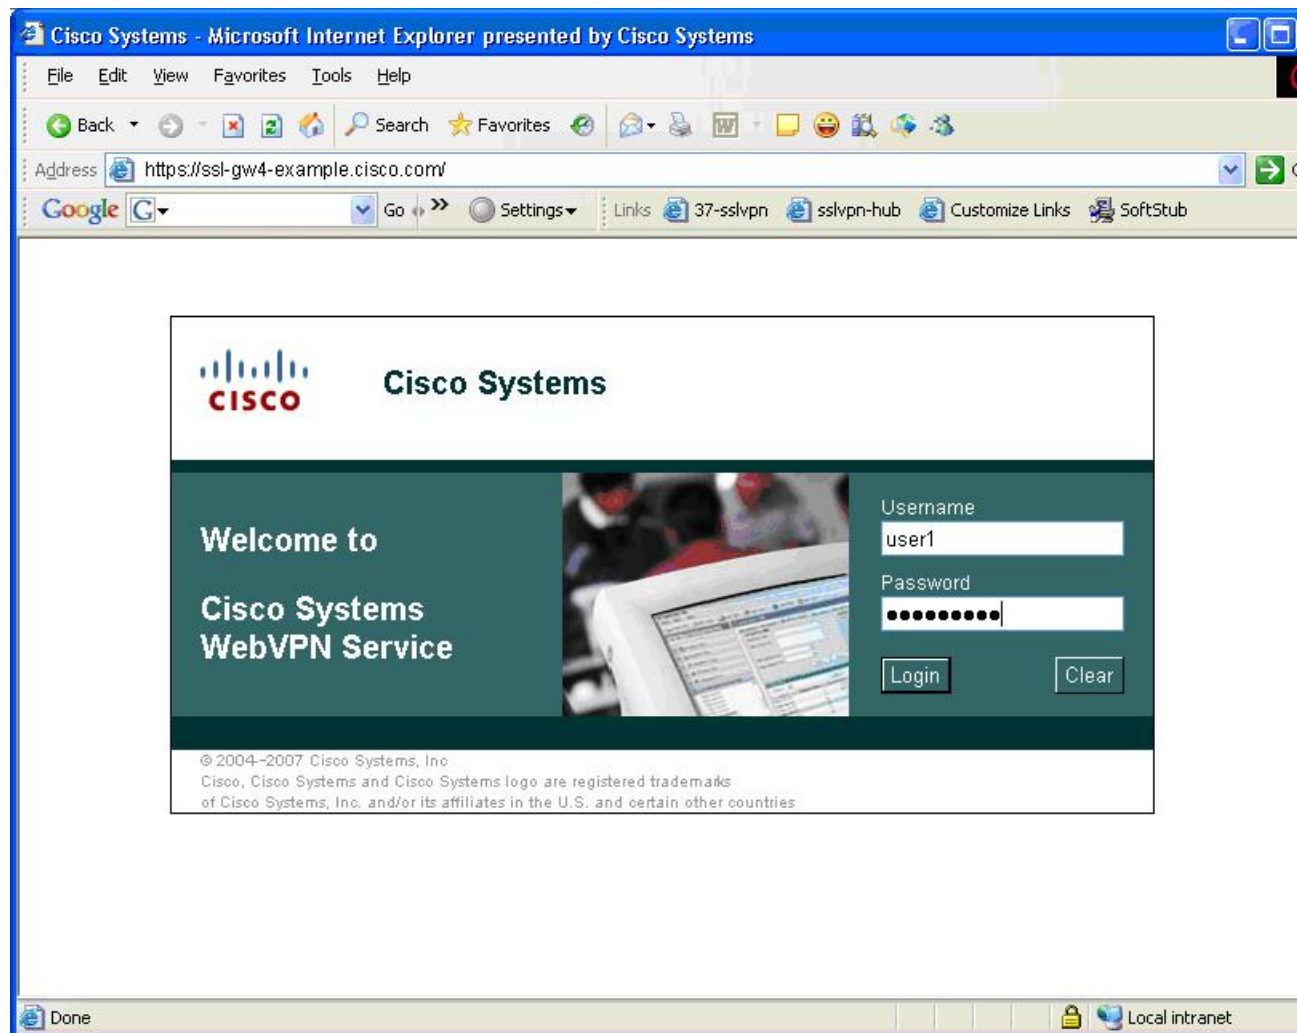 Cisco Systems - Microsoft Internet Explorer presented by Cisco Systems
File Edit View Favorites Tools Help
Back Search Favorites
Address https://ssl-gw4-example.cisco.com/
Google G Go » Settings Links 37-sslvpn sslvpn-hub Customize Links SoftStub
CISCO
Cisco Systems
Welcome to
Cisco Systems
WebVPN Service
Username
user1
Password
•••••••••
Login Clear
© 2004-2007 Cisco Systems, Inc
Cisco, Cisco Systems and Cisco Systems logo are registered trademarks
of Cisco Systems, Inc. and/or its affiliates in the U.S. and certain other countries
Done Local intranet